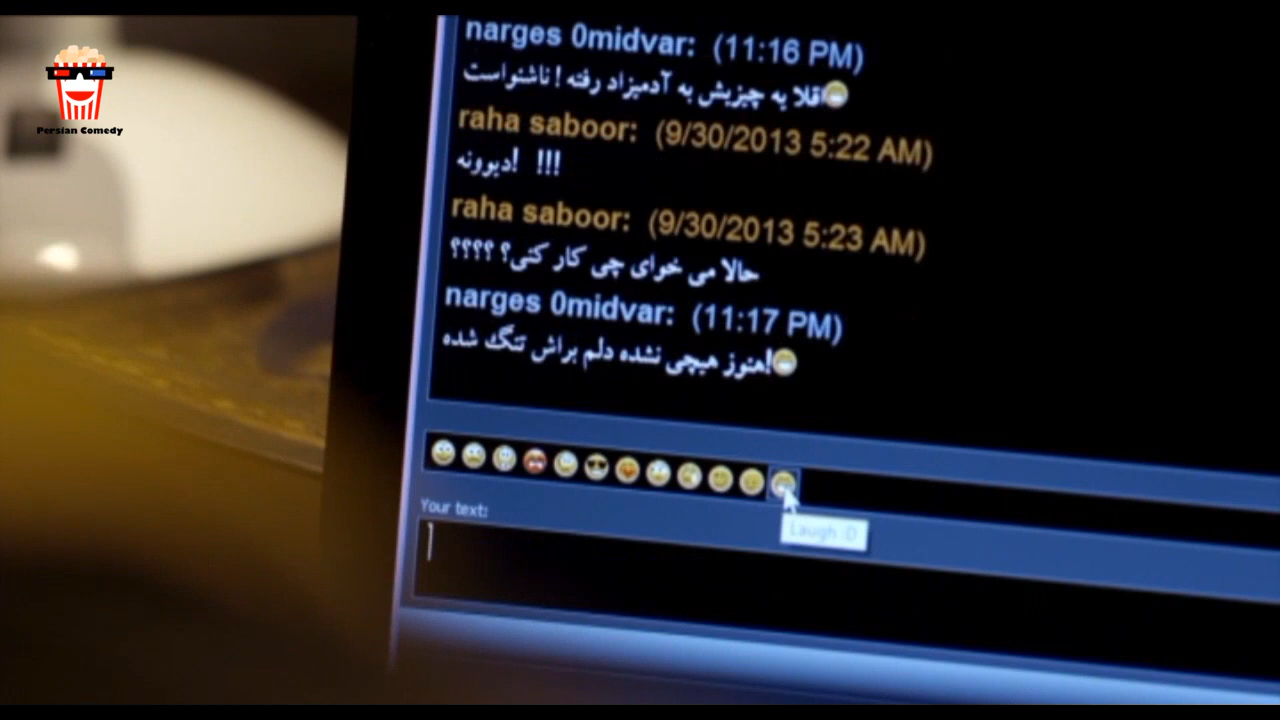 Persian Comedy
narges 0midvar: (11:16 PM)
اقلا یه چیزیش به آدمیزاد رفته ! ناشنواست
raha saboor: (9/30/2013 5:22 AM)
دیوونه! !!!
raha saboor: (9/30/2013 5:23 AM)
حالا می خوای چی کار کنی؟ ؟؟؟؟
narges 0midvar: (11:17 PM)
هنوز هیچی نشده دلم براش تنگ شده!
Your text:
Laugh :D